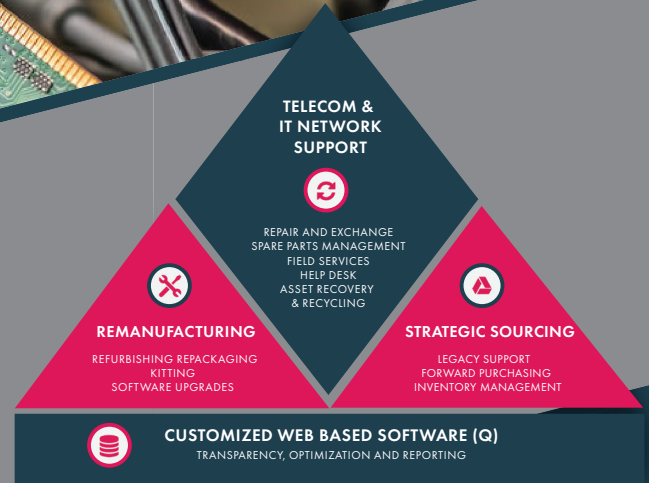 TELECOM &
IT NETWORK
SUPPORT
REPAIR AND EXCHANGE
SPARE PARTS MANAGEMENT
FIELD SERVICES
HELP DESK
ASSET RECOVERY
& RECYCLING
REMANUFACTURING
REFURBISHING REPACKAGING
KITTING
SOFTWARE UPGRADES
STRATEGIC SOURCING
LEGACY SUPPORT
FORWARD PURCHASING
INVENTORY MANAGEMENT
CUSTOMIZED WEB BASED SOFTWARE (Q)
TRANSPARENCY, OPTIMIZATION AND REPORTING